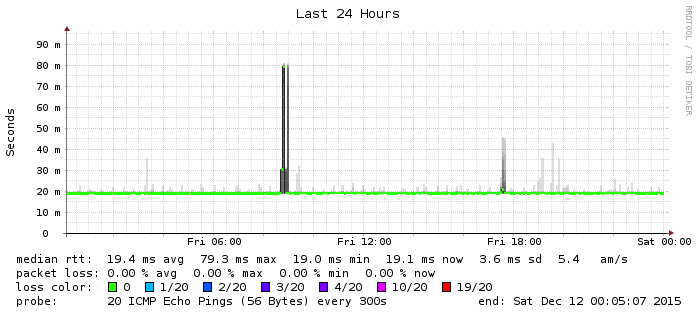 Last 24 Hours
RRDTOOL / TOBI OETIKER
Seconds
90 m
80 m
70 m
60 m
50 m
40 m
30 m
20 m
10 m
0
Fri 06:00 Fri 12:00 Fri 18:00 Sat 00:00
median rtt: 19.4 ms avg 79.3 ms max 19.0 ms min 19.1 ms now 3.6 ms sd 5.4 am/s
packet loss: 0.00 % avg 0.00 % max 0.00 % min 0.00 % now
loss color: 0 1/20 2/20 3/20 4/20 10/20 19/20
probe: 20 ICMP Echo Pings (56 Bytes) every 300s end: Sat Dec 12 00:05:07 2015